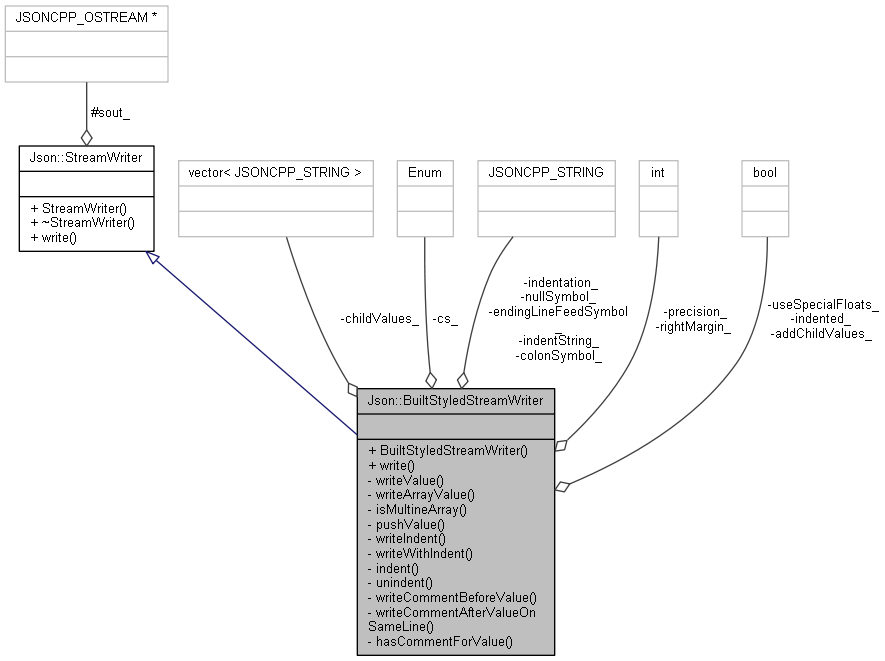 JSONCPP_OSTREAM *
#sout_
Json::StreamWriter
+ StreamWriter()
+ ~StreamWriter()
+ write()
vector< JSONCPP_STRING >
Enum
JSONCPP_STRING
int
bool
-childValues_
-cs_
-indentation_
-nullSymbol_
-endingLineFeedSymbol
_
-indentString_
-colonSymbol_
-precision_
-rightMargin_
-useSpecialFloats_
-indented_
-addChildValues_
Json::BuiltStyledStreamWriter
+ BuiltStyledStreamWriter()
+ write()
- writeValue()
- writeArrayValue()
- isMultineArray()
- pushValue()
- writeIndent()
- writeWithIndent()
- indent()
- unindent()
- writeCommentBeforeValue()
- writeCommentAfterValueOn
SameLine()
- hasCommentForValue()